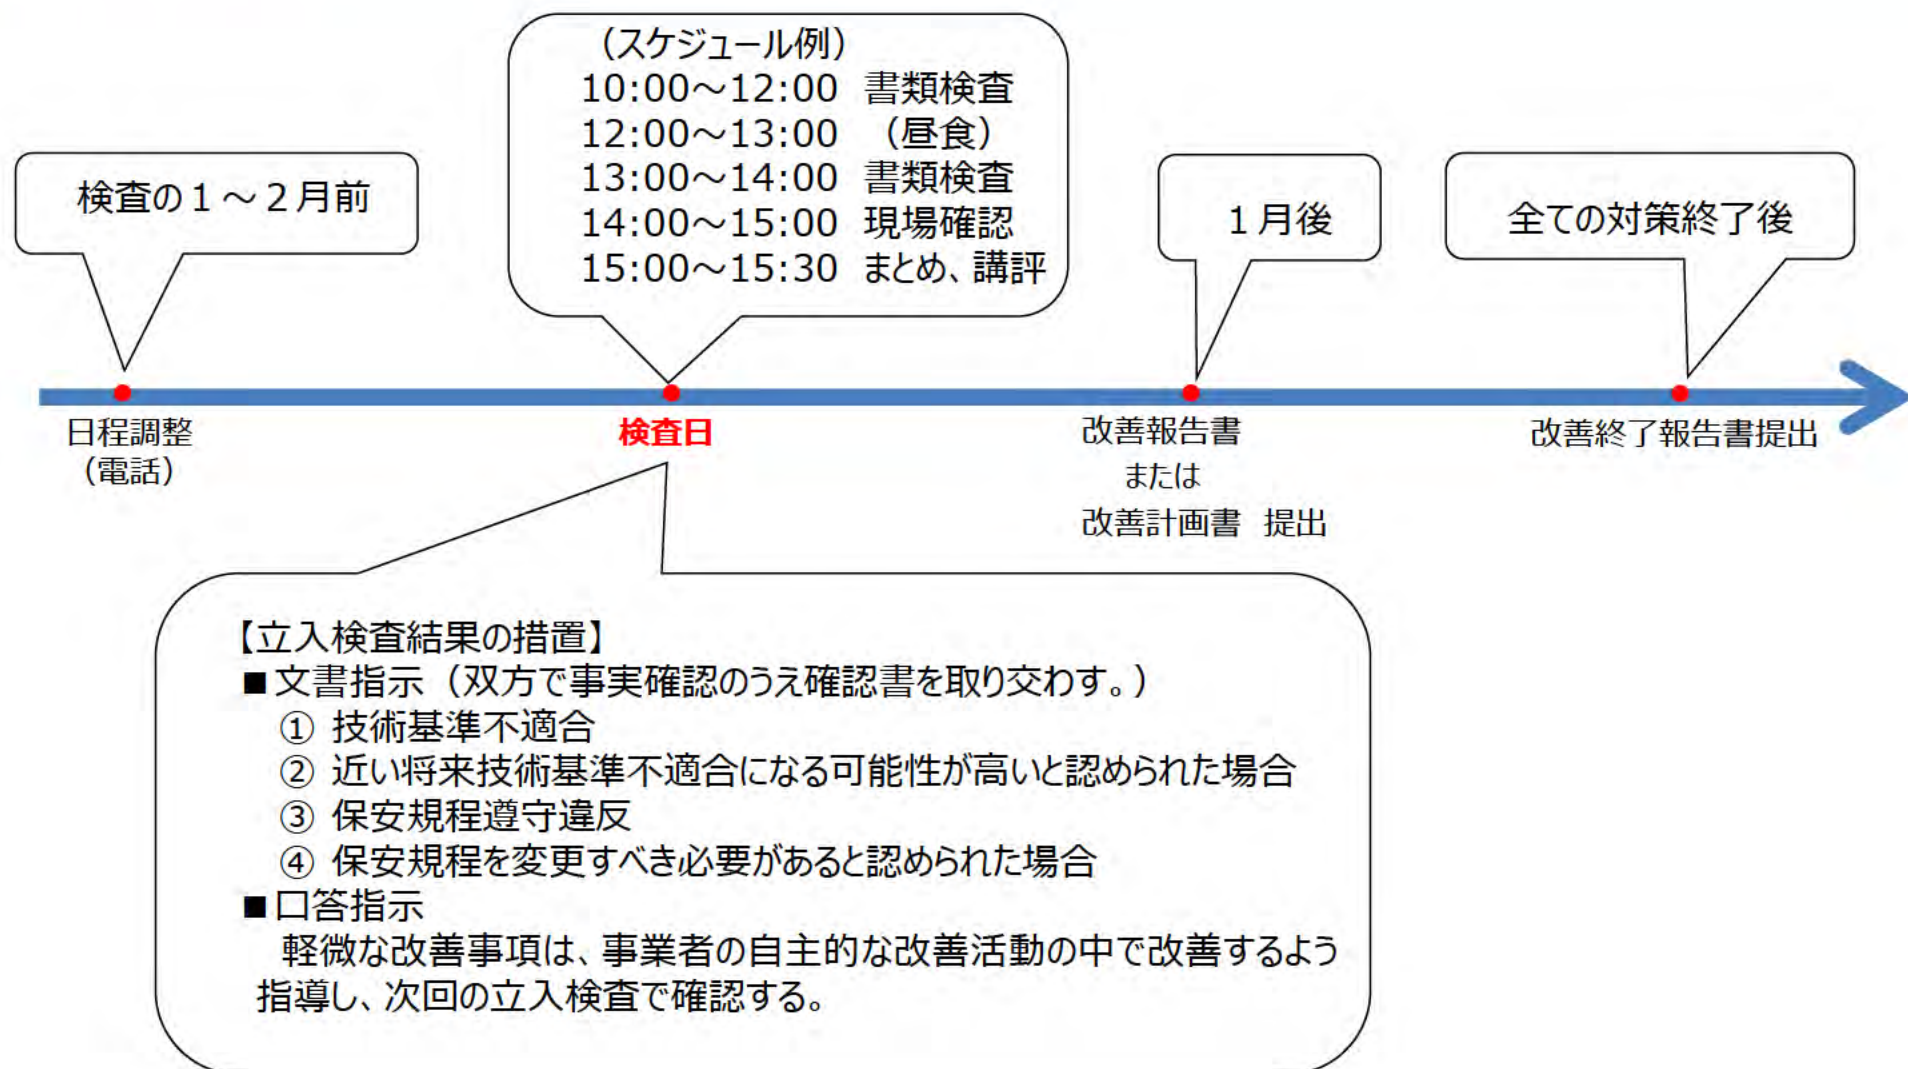 （スケジュール例）
10:00～12:00 書類検査
12:00～13:00 （昼食）
13:00～14:00 書類検査
14:00～15:00 現場確認
15:00～15:30 まとめ、講評
検査の１～２月前
１月後
全ての対策終了後
日程調整
（電話）
検査日
改善報告書
または
改善計画書 提出
改善終了報告書提出
【立入検査結果の措置】
■文書指示（双方で事実確認のうえ確認書を取り交わす。）
① 技術基準不適合
② 近い将来技術基準不適合になる可能性が高いと認められた場合
③ 保安規程遵守違反
④ 保安規程を変更すべき必要があると認められた場合
■口答指示
軽微な改善事項は、事業者の自主的な改善活動の中で改善するよう
指導し、次回の立入検査で確認する。